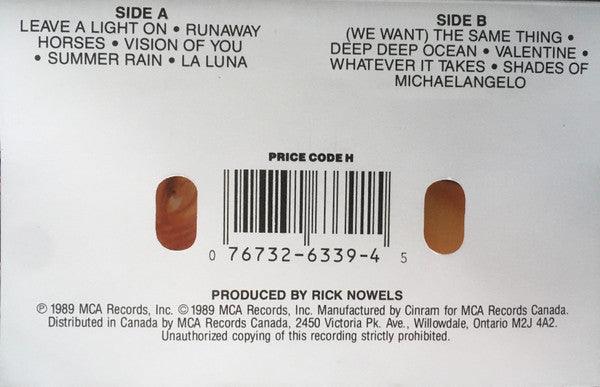 SIDE A
LEAVE A LIGHT ON • RUNAWAY
HORSES • VISION OF YOU
• SUMMER RAIN • LA LUNA
SIDE B
(WE WANT) THE SAME THING •
DEEP DEEP OCEAN • VALENTINE •
WHATEVER IT TAKES • SHADES OF
MICHAELANGELO
PRICE CODE H
0 76732-6339-4 5
PRODUCED BY RICK NOWELS
℗ 1989 MCA Records, Inc. © 1989 MCA Records, Inc. Manufactured by Cinram for MCA Records Canada.
Distributed in Canada by MCA Records Canada, 2450 Victoria Pk. Ave., Willowdale, Ontario M2J 4A2.
Unauthorized copying of this recording strictly prohibited.